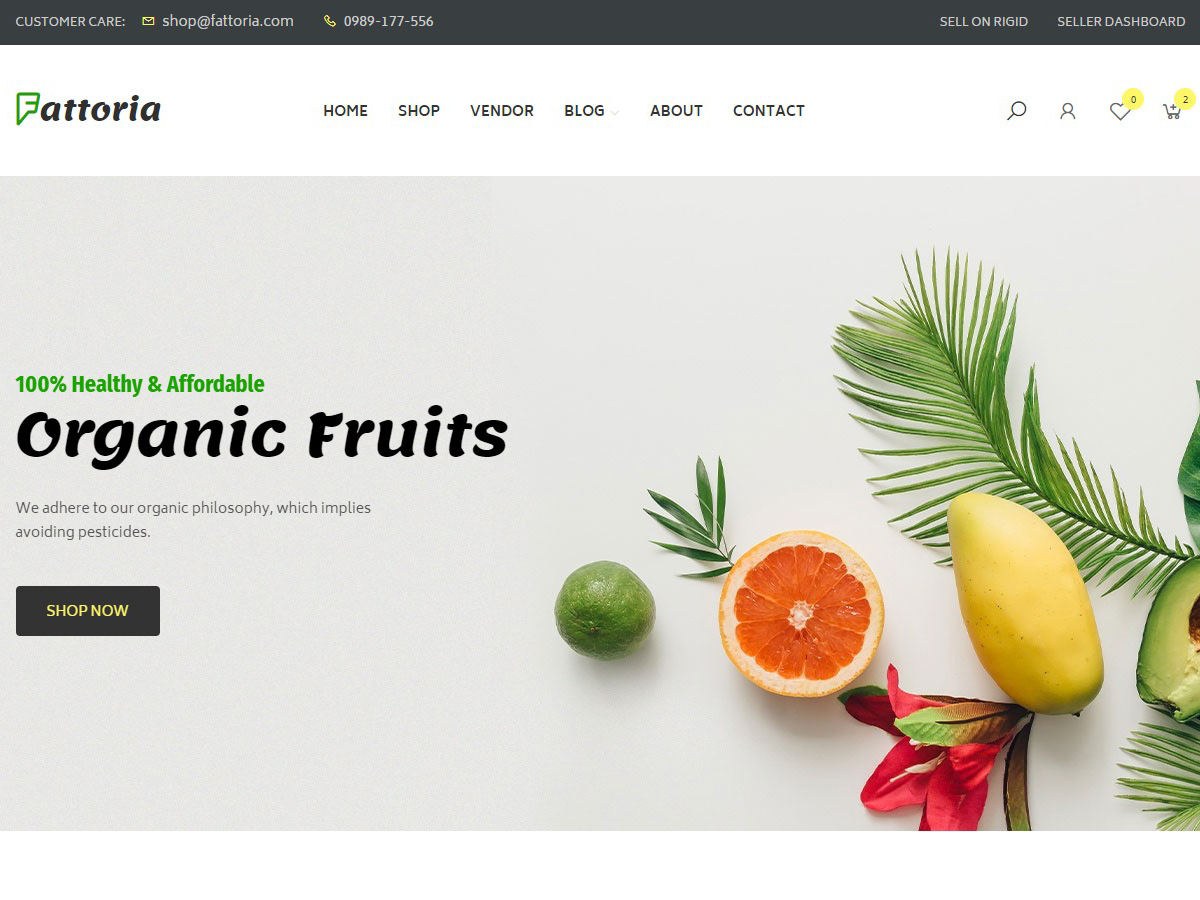 CUSTOMER CARE: shop@fattoria.com 0989-177-556 SELL ON RIGID SELLER DASHBOARD
Fattoria HOME SHOP VENDOR BLOG ABOUT CONTACT 0 2
100% Healthy & Affordable
Organic Fruits
We adhere to our organic philosophy, which implies
avoiding pesticides.
SHOP NOW